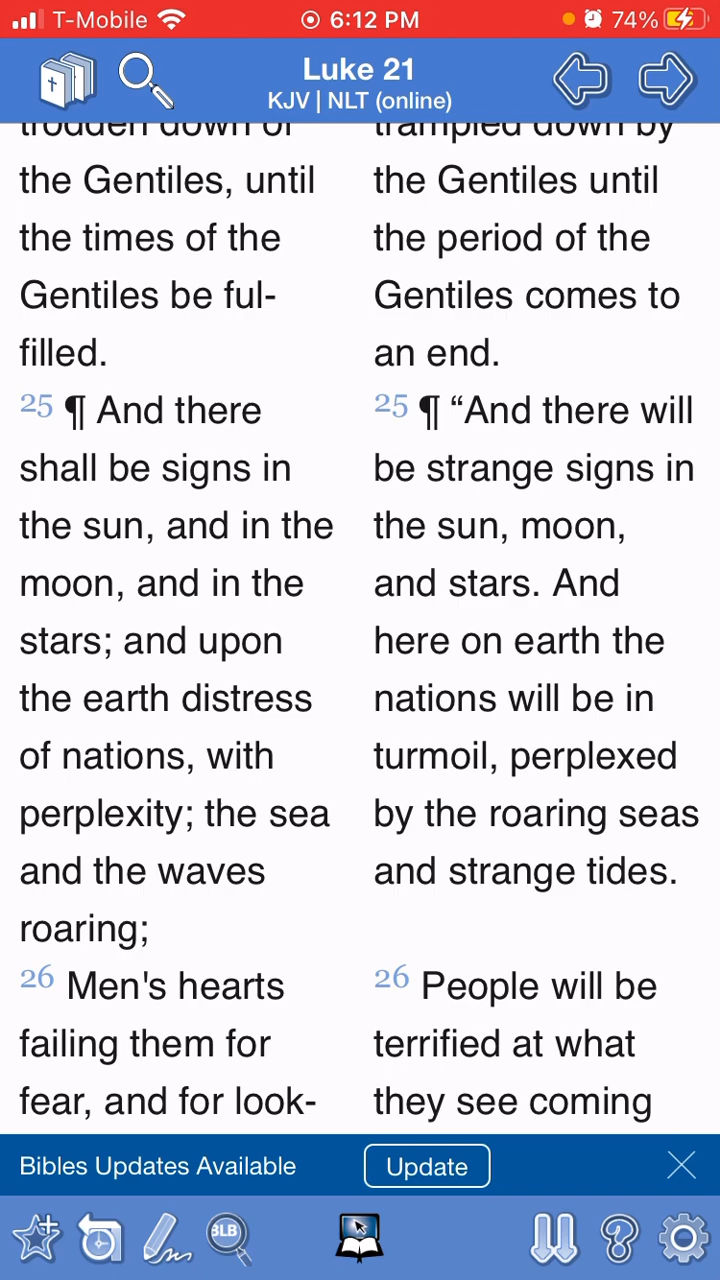 T-Mobile 6:12 PM 74%
Luke 21
KJV | NLT (online)
trodden down of
the Gentiles, until
the times of the
Gentiles be ful-
filled.
25 ¶ And there
shall be signs in
the sun, and in the
moon, and in the
stars; and upon
the earth distress
of nations, with
perplexity; the sea
and the waves
roaring;
26 Men's hearts
failing them for
fear, and for look-
trampled down by
the Gentiles until
the period of the
Gentiles comes to
an end.
25 ¶ “And there will
be strange signs in
the sun, moon,
and stars. And
here on earth the
nations will be in
turmoil, perplexed
by the roaring seas
and strange tides.
26 People will be
terrified at what
they see coming
Bibles Updates Available Update
BLB